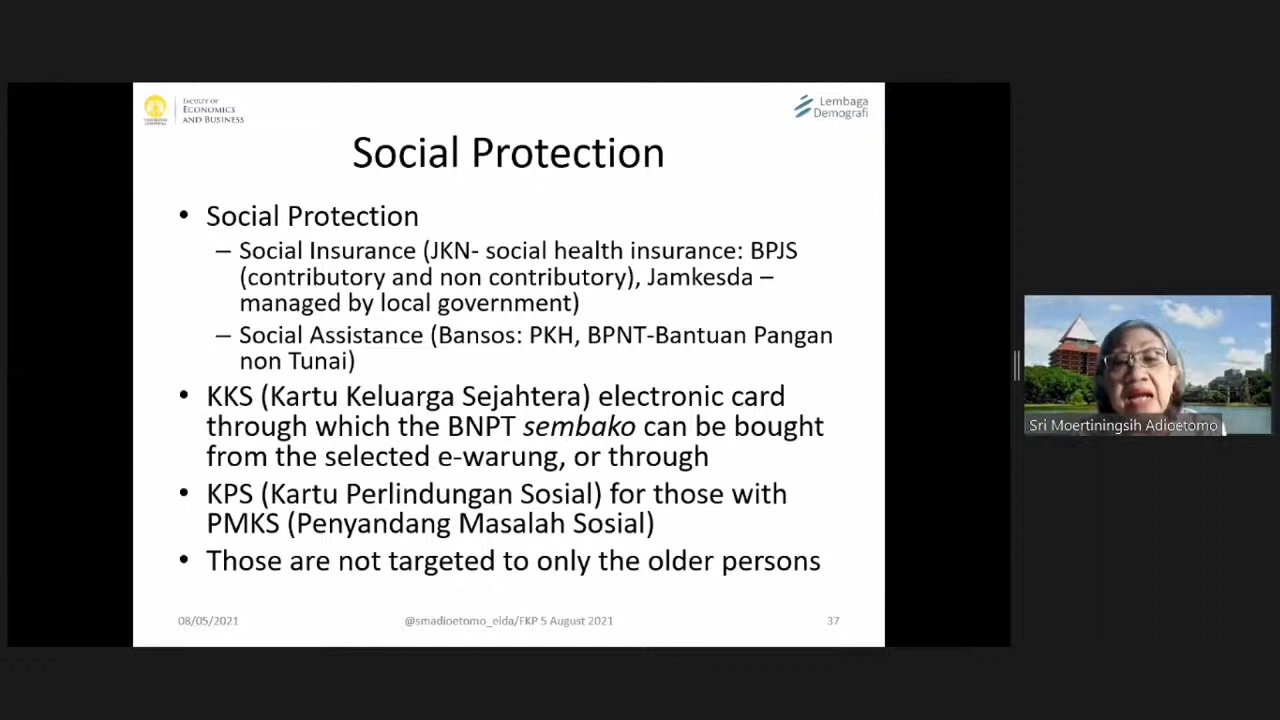 FACULTY OF
ECONOMICS
AND BUSINESS
Lembaga
Demografi
Social Protection
• Social Protection
– Social Insurance (JKN- social health insurance: BPJS
(contributory and non contributory), Jamkesda –
managed by local government)
– Social Assistance (Bansos: PKH, BPNT-Bantuan Pangan
non Tunai)
• KKS (Kartu Keluarga Sejahtera) electronic card
through which the BNPT sembako can be bought
from the selected e-warung, or through
• KPS (Kartu Perlindungan Sosial) for those with
PMKS (Penyandang Masalah Sosial)
• Those are not targeted to only the older persons
08/05/2021
@smadioetomo_elda/FKP 5 August 2021
37
Sri Moertiningsih Adioetomo